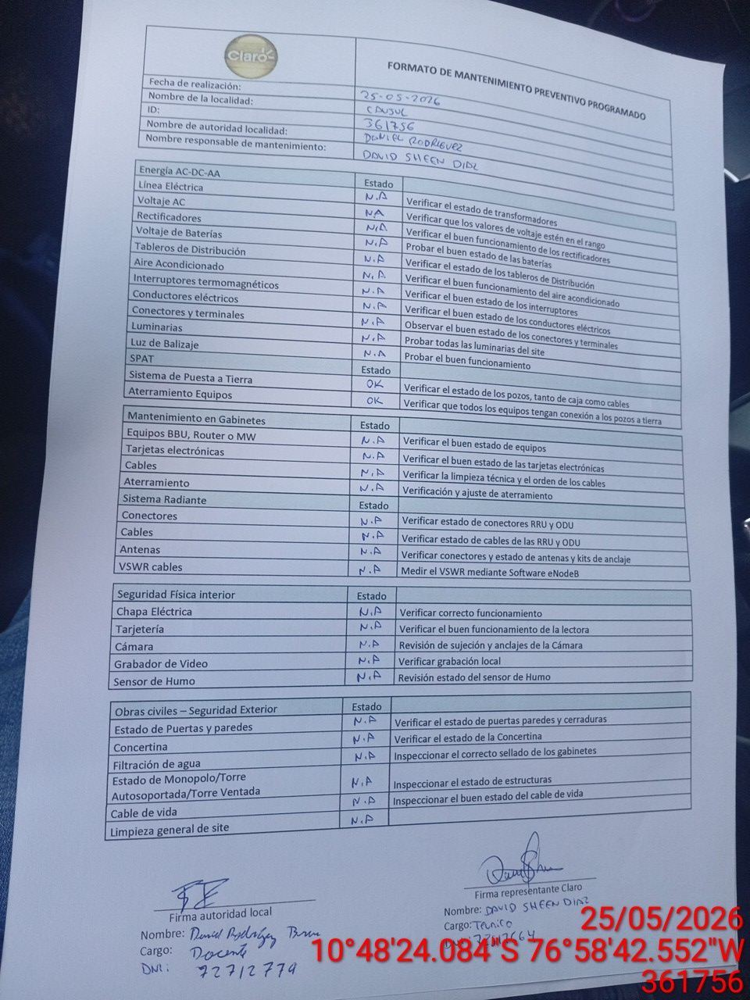 Claro
FORMATO DE MANTENIMIENTO PREVENTIVO PROGRAMADO
Fecha de realización: 25-05-2026
Nombre de la localidad: CAUJUL
ID: 361756
Nombre de autoridad localidad: DANIEL RODRIGUEZ
Nombre responsable de mantenimiento: DAVID SHEEN DIAZ
Energía AC-DC-AA Estado
Línea Eléctrica N.A Verificar el estado de transformadores
Voltaje AC NA Verificar que los valores de voltaje estén en el rango
Rectificadores N.A Verificar el buen funcionamiento de los rectificadores
Voltaje de Baterías N.A Probar el buen estado de las baterías
Tableros de Distribución N.A Verificar el estado de los tableros de Distribución
Aire Acondicionado N.A Verificar el buen funcionamiento del aire acondicionado
Interruptores termomagnéticos N.A Verificar el buen estado de los interruptores
Conductores eléctricos N.A Verificar el buen estado de los conductores eléctricos
Conectores y terminales N.A Observar el buen estado de los conectores y terminales
Luminarias N.A Probar todas las luminarias del site
Luz de Balizaje N.A Probar el buen funcionamiento
SPAT Estado
Sistema de Puesta a Tierra OK Verificar el estado de los pozos, tanto de caja como cables
Aterramiento Equipos OK Verificar que todos los equipos tengan conexión a los pozos a tierra
Mantenimiento en Gabinetes Estado
Equipos BBU, Router o MW N.A Verificar el buen estado de equipos
Tarjetas electrónicas N.A Verificar el buen estado de las tarjetas electrónicas
Cables N.A Verificar la limpieza técnica y el orden de los cables
Aterramiento N.A Verificación y ajuste de aterramiento
Sistema Radiante Estado
Conectores N.A Verificar estado de conectores RRU y ODU
Cables N.A Verificar estado de cables de las RRU y ODU
Antenas N.A Verificar conectores y estado de antenas y kits de anclaje
VSWR cables N.A Medir el VSWR mediante Software eNodeB
Seguridad Física interior Estado
Chapa Eléctrica N.A Verificar correcto funcionamiento
Tarjetería N.A Verificar el buen funcionamiento de la lectora
Cámara N.A Revisión de sujeción y anclajes de la Cámara
Grabador de Video N.A Verificar grabación local
Sensor de Humo N.A Revisión estado del sensor de Humo
Obras civiles – Seguridad Exterior Estado
Estado de Puertas y paredes N.A Verificar el estado de puertas paredes y cerraduras
Concertina N.A Verificar el estado de la Concertina
Filtración de agua N.A Inspeccionar el correcto sellado de los gabinetes
Estado de Monopolo/Torre
Autosoportada/Torre Ventada N.A Inspeccionar el estado de estructuras
Cable de vida N.A Inspeccionar el buen estado del cable de vida
Limpieza general de site N.A
Firma autoridad local
Nombre: Daniel Rodriguez
Cargo: Docente
DNI: 72712779
Firma representante Claro
Nombre: DAVID SHEEN DIAZ
Cargo: Técnico
25/05/2026
10°48'24.084"S 76°58'42.552"W
361756